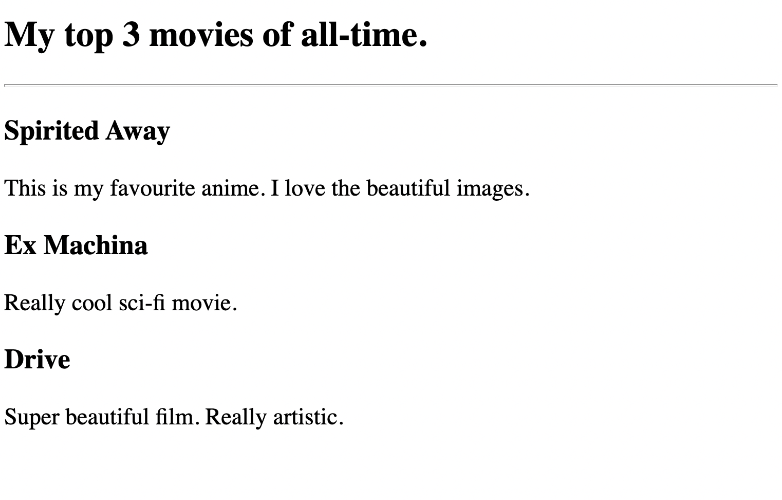 My top 3 movies of all-time.
Spirited Away
This is my favourite anime. I love the beautiful images.
Ex Machina
Really cool sci-fi movie.
Drive
Super beautiful film. Really artistic.